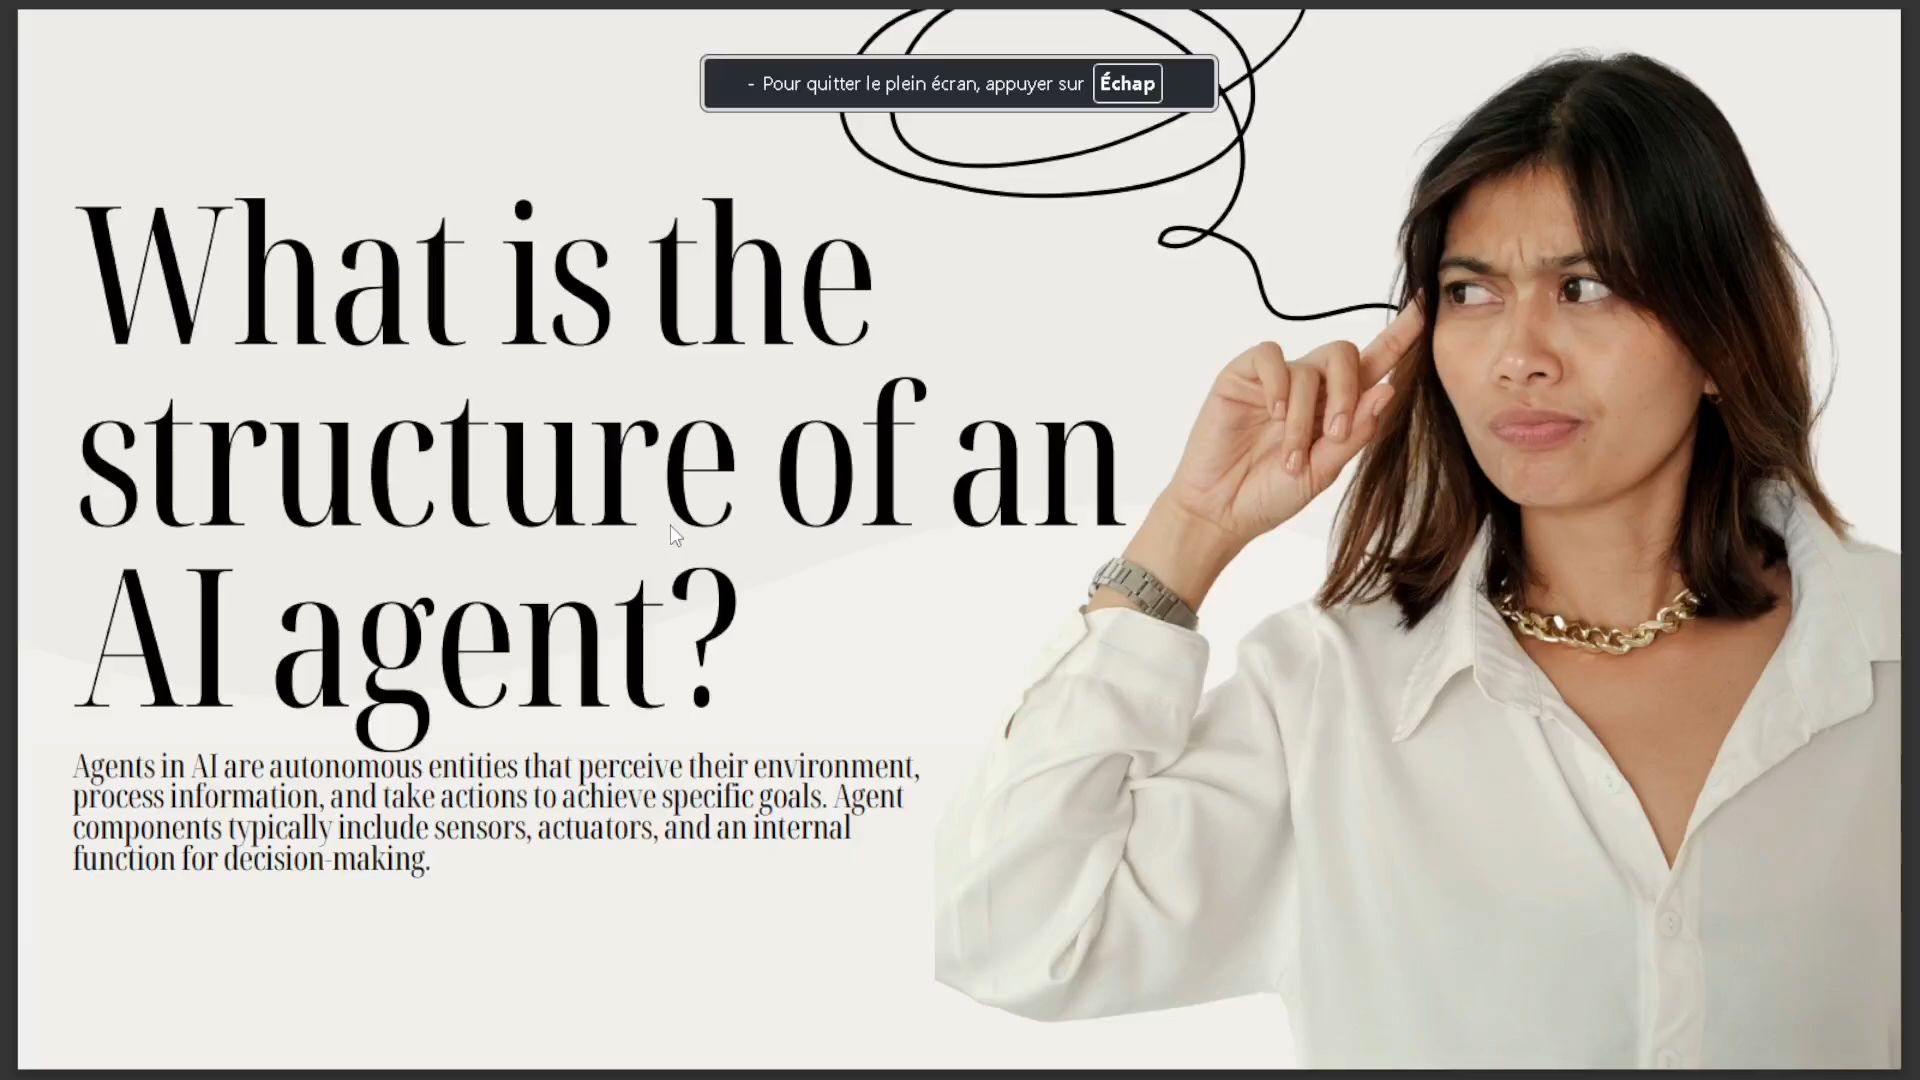 - Pour quitter le plein écran, appuyer sur Échap
What is the
structure of an
AI agent?
Agents in AI are autonomous entities that perceive their environment,
process information, and take actions to achieve specific goals. Agent
components typically include sensors, actuators, and an internal
function for decision-making.